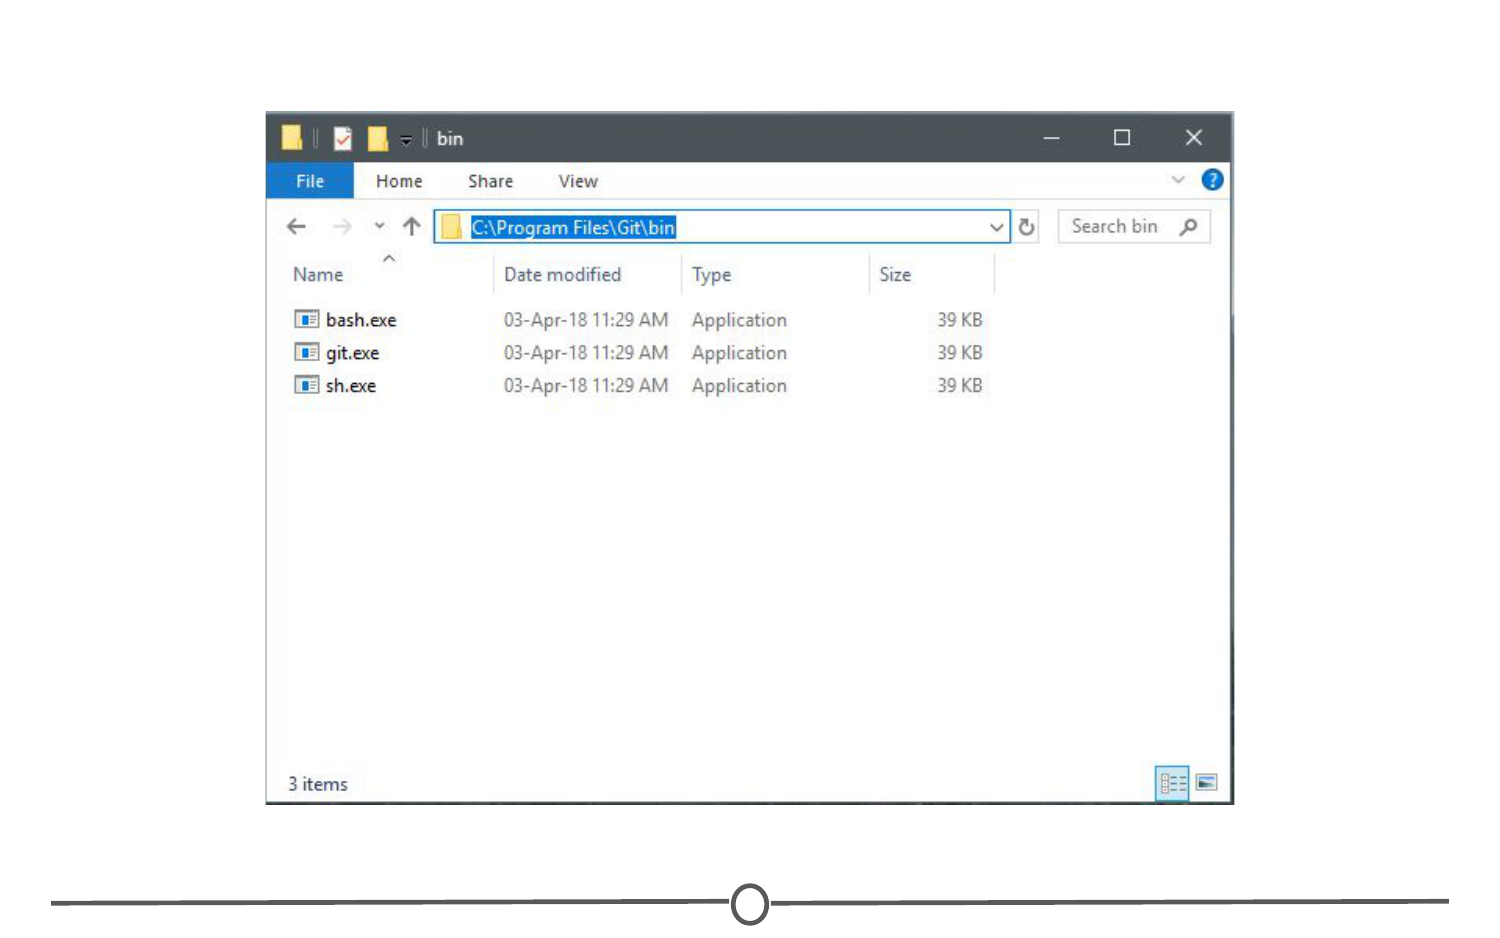 bin
File Home Share View
C:\Program Files\Git\bin Search bin
Name Date modified Type Size
bash.exe 03-Apr-18 11:29 AM Application 39 KB
git.exe 03-Apr-18 11:29 AM Application 39 KB
sh.exe 03-Apr-18 11:29 AM Application 39 KB
3 items